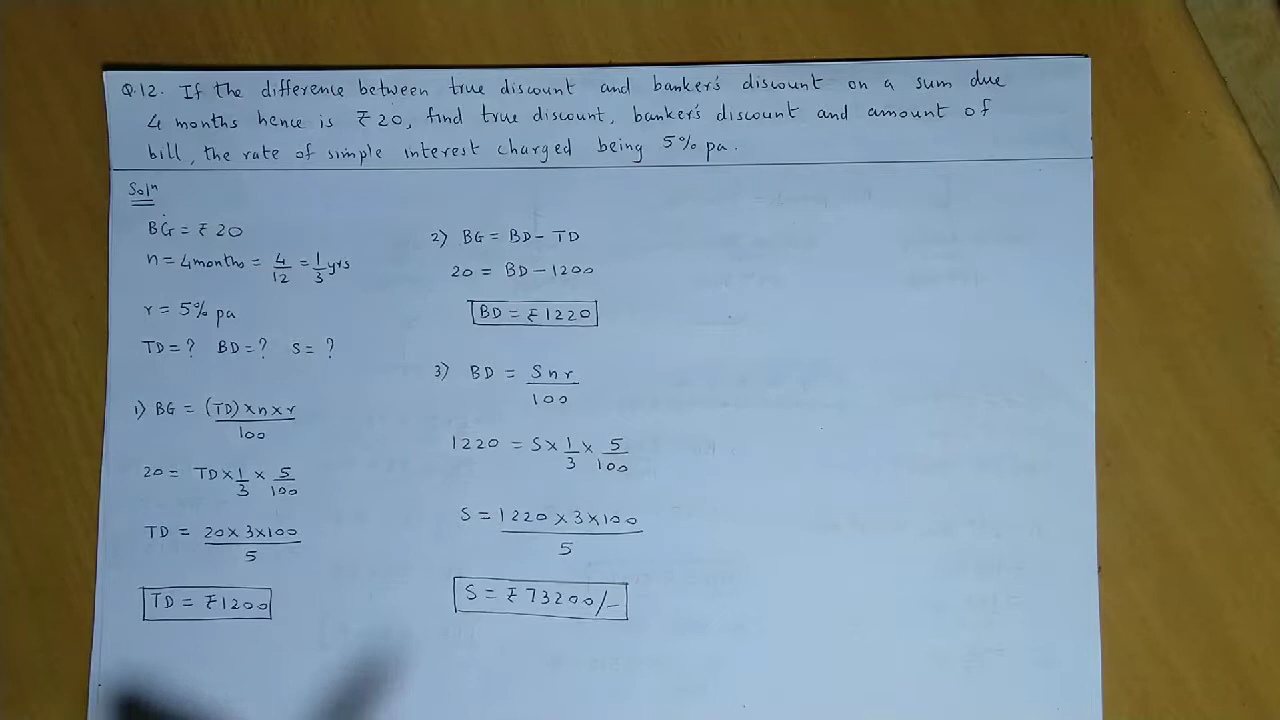 Q.12. If the difference between true discount and banker's discount on a sum due
4 months hence is ₹20, find true discount, banker's discount and amount of
bill, the rate of simple interest charged being 5% pa.
Solⁿ
BG = ₹20
n = 4 months = 4/12 = 1/3 yrs
r = 5% pa
TD = ? BD = ? S = ?
1) BG = (TD) × n × r / 100
20 = TD × 1/3 × 5/100
TD = 20 × 3 × 100 / 5
TD = ₹1200
2) BG = BD - TD
20 = BD - 1200
BD = ₹1220
3) BD = S n r / 100
1220 = S × 1/3 × 5/100
S = 1220 × 3 × 100 / 5
S = ₹73200/-